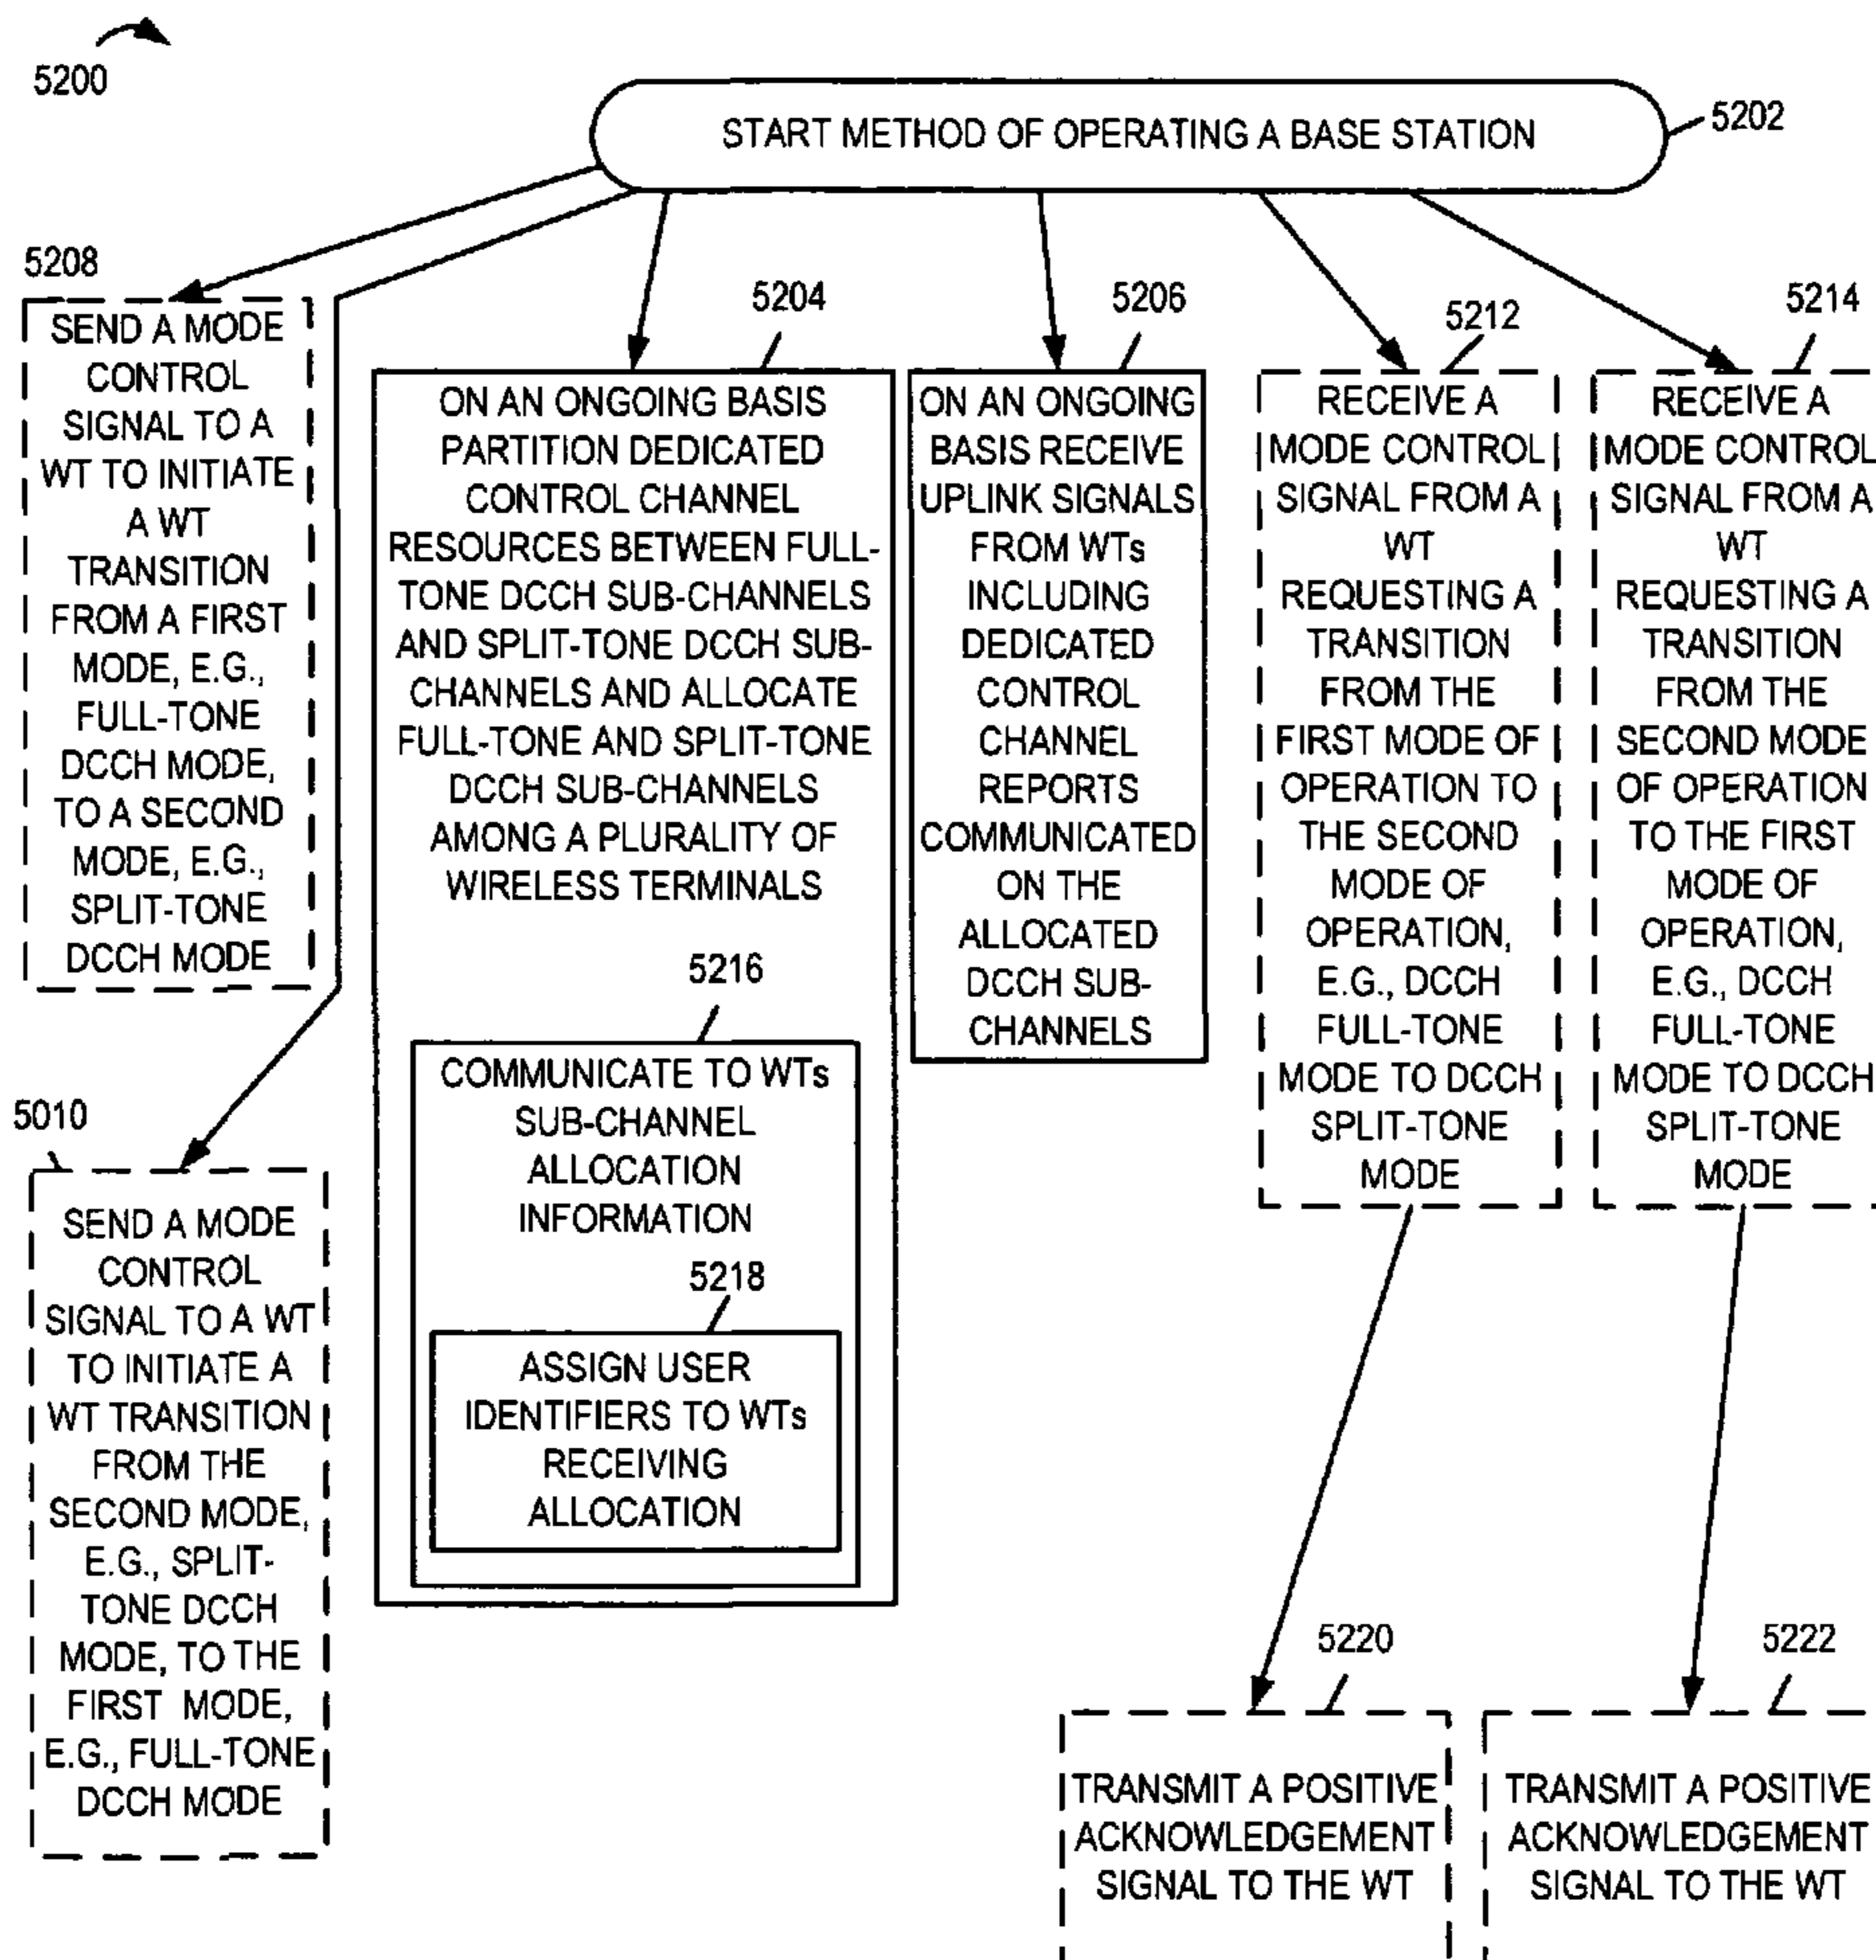 5200
START METHOD OF OPERATING A BASE STATION
5202
5208
SEND A MODE
CONTROL
SIGNAL TO A
WT TO INITIATE
A WT
TRANSITION
FROM A FIRST
MODE, E.G.,
FULL-TONE
DCCH MODE,
TO A SECOND
MODE, E.G.,
SPLIT-TONE
DCCH MODE
5010
SEND A MODE
CONTROL
SIGNAL TO A WT
TO INITIATE A
WT TRANSITION
FROM THE
SECOND MODE,
E.G., SPLIT-
TONE DCCH
MODE, TO THE
FIRST MODE,
E.G., FULL-TONE
DCCH MODE
5204
ON AN ONGOING BASIS
PARTITION DEDICATED
CONTROL CHANNEL
RESOURCES BETWEEN FULL-
TONE DCCH SUB-CHANNELS
AND SPLIT-TONE DCCH SUB-
CHANNELS AND ALLOCATE
FULL-TONE AND SPLIT-TONE
DCCH SUB-CHANNELS
AMONG A PLURALITY OF
WIRELESS TERMINALS
5216
COMMUNICATE TO WTs
SUB-CHANNEL
ALLOCATION
INFORMATION
5218
ASSIGN USER
IDENTIFIERS TO WTs
RECEIVING
ALLOCATION
5206
ON AN ONGOING
BASIS RECEIVE
UPLINK SIGNALS
FROM WTs
INCLUDING
DEDICATED
CONTROL
CHANNEL
REPORTS
COMMUNICATED
ON THE
ALLOCATED
DCCH SUB-
CHANNELS
5212
RECEIVE A
MODE CONTROL
SIGNAL FROM A
WT
REQUESTING A
TRANSITION
FROM THE
FIRST MODE OF
OPERATION TO
THE SECOND
MODE OF
OPERATION,
E.G., DCCH
FULL-TONE
MODE TO DCCH
SPLIT-TONE
MODE
5214
RECEIVE A
MODE CONTROL
SIGNAL FROM A
WT
REQUESTING A
TRANSITION
FROM THE
SECOND MODE
OF OPERATION
TO THE FIRST
MODE OF
OPERATION,
E.G., DCCH
FULL-TONE
MODE TO DCCH
SPLIT-TONE
MODE
5220
TRANSMIT A POSITIVE
ACKNOWLEDGEMENT
SIGNAL TO THE WT
5222
TRANSMIT A POSITIVE
ACKNOWLEDGEMENT
SIGNAL TO THE WT